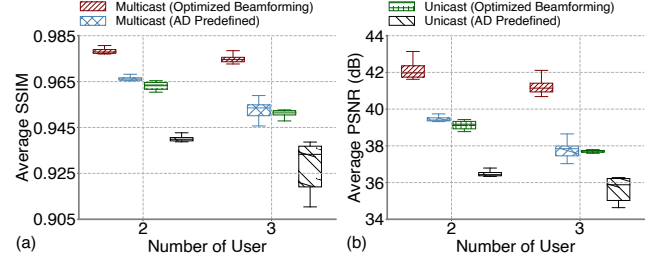 Multicast (Optimized Beamforming)
Multicast (AD Predefined)
Unicast (Optimized Beamforming)
Unicast (AD Predefined)
Average SSIM
0.985
0.965
0.945
0.925
0.905
2
3
(a)
Number of User
Average PSNR (dB)
44
42
40
38
36
34
2
3
(b)
Number of User